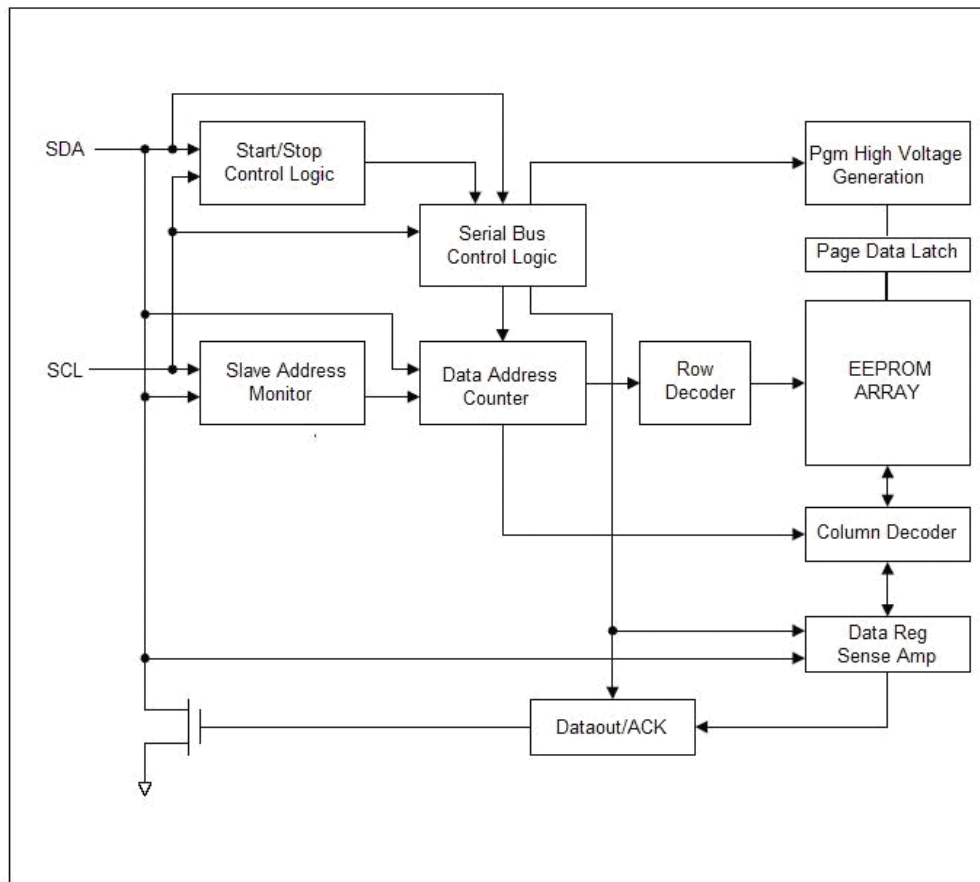 SDA
Start/Stop
Control Logic
Pgm High Voltage
Generation
Serial Bus
Control Logic
Page Data Latch
SCL
Slave Address
Monitor
Data Address
Counter
Row
Decoder
EEPROM
ARRAY
Column Decoder
Data Reg
Sense Amp
Dataout/ACK